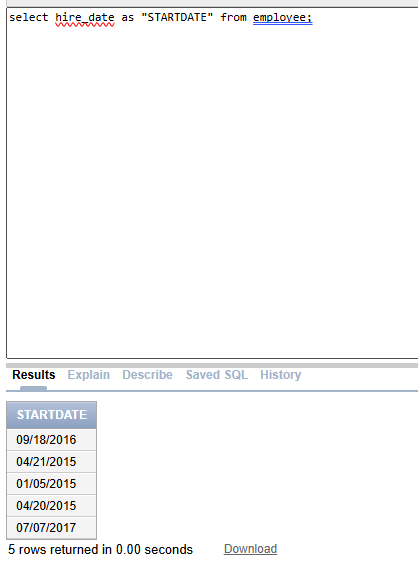 select hire_date as "STARTDATE" from employee;
Results Explain Describe Saved SQL History
STARTDATE
09/18/2016
04/21/2015
01/05/2015
04/20/2015
07/07/2017
5 rows returned in 0.00 seconds Download